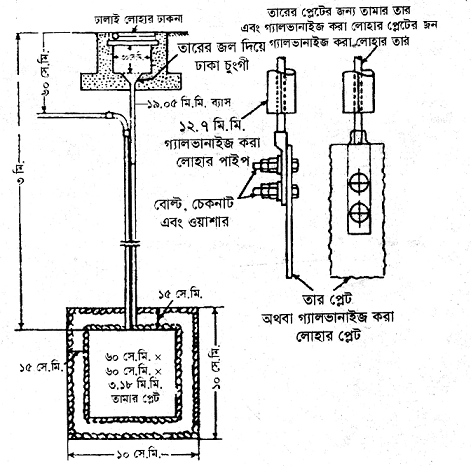 ঢালাই লোহার ঢাকনা
তারের জল দিয়ে
ঢাকা চুংগী
৬০ সে.মি.
১৯.০৫ মি.মি. ব্যাস
৩ মি.
১৫ সে.মি.
১৫ সে.মি.
৬০ সে.মি. ×
৬০ সে.মি. ×
৩.১৮ মি.মি.
তামার প্লেট
১০ সে.মি.
১০ সে.মি.
তারের প্লেটের জন্য তামার তার
এবং গ্যালভানাইজ করা লোহার প্লেটের জন
গ্যালভানাইজ করা লোহার তার
১২.৭ মি.মি.
গ্যালভানাইজ করা
লোহার পাইপ
বোল্ট, চেকনাট
এবং ওয়াশার
তার প্লেট
অথবা গ্যালভানাইজ করা
লোহার প্লেট